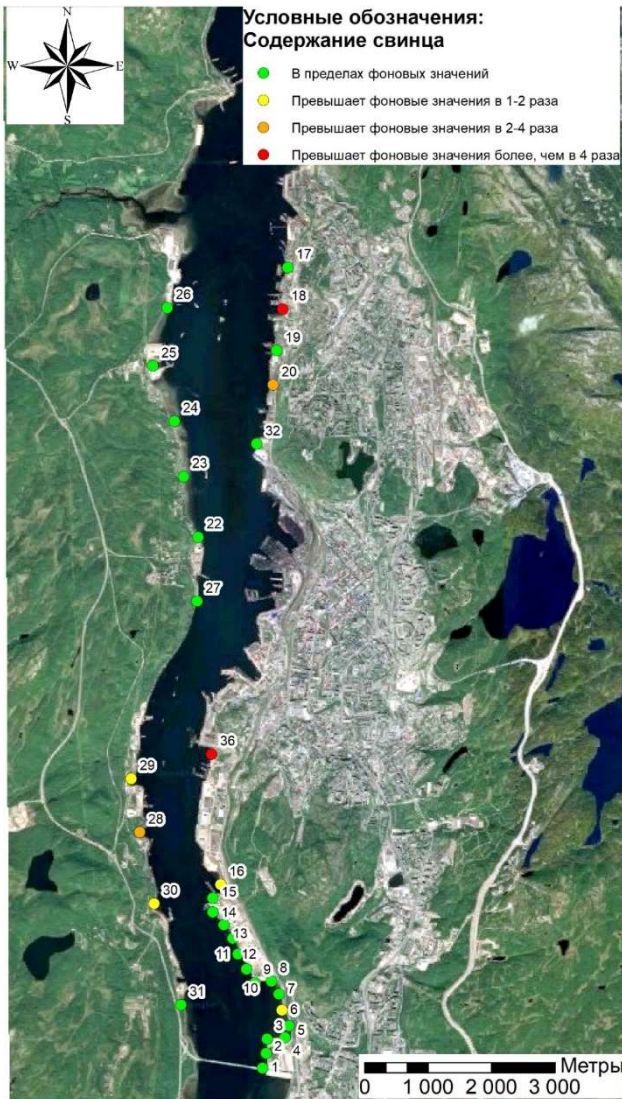 N
W E
S
Условные обозначения:
Содержание свинца
В пределах фоновых значений
Превышает фоновые значения в 1-2 раза
Превышает фоновые значения в 2-4 раза
Превышает фоновые значения более, чем в 4 раза
17
18
26
19
25
20
24
32
23
22
27
36
29
28
16
30
15
14
13
11 12
9 8
10 7
31
6
3 5
2 4
1
Метры
0 1 000 2 000 3 000